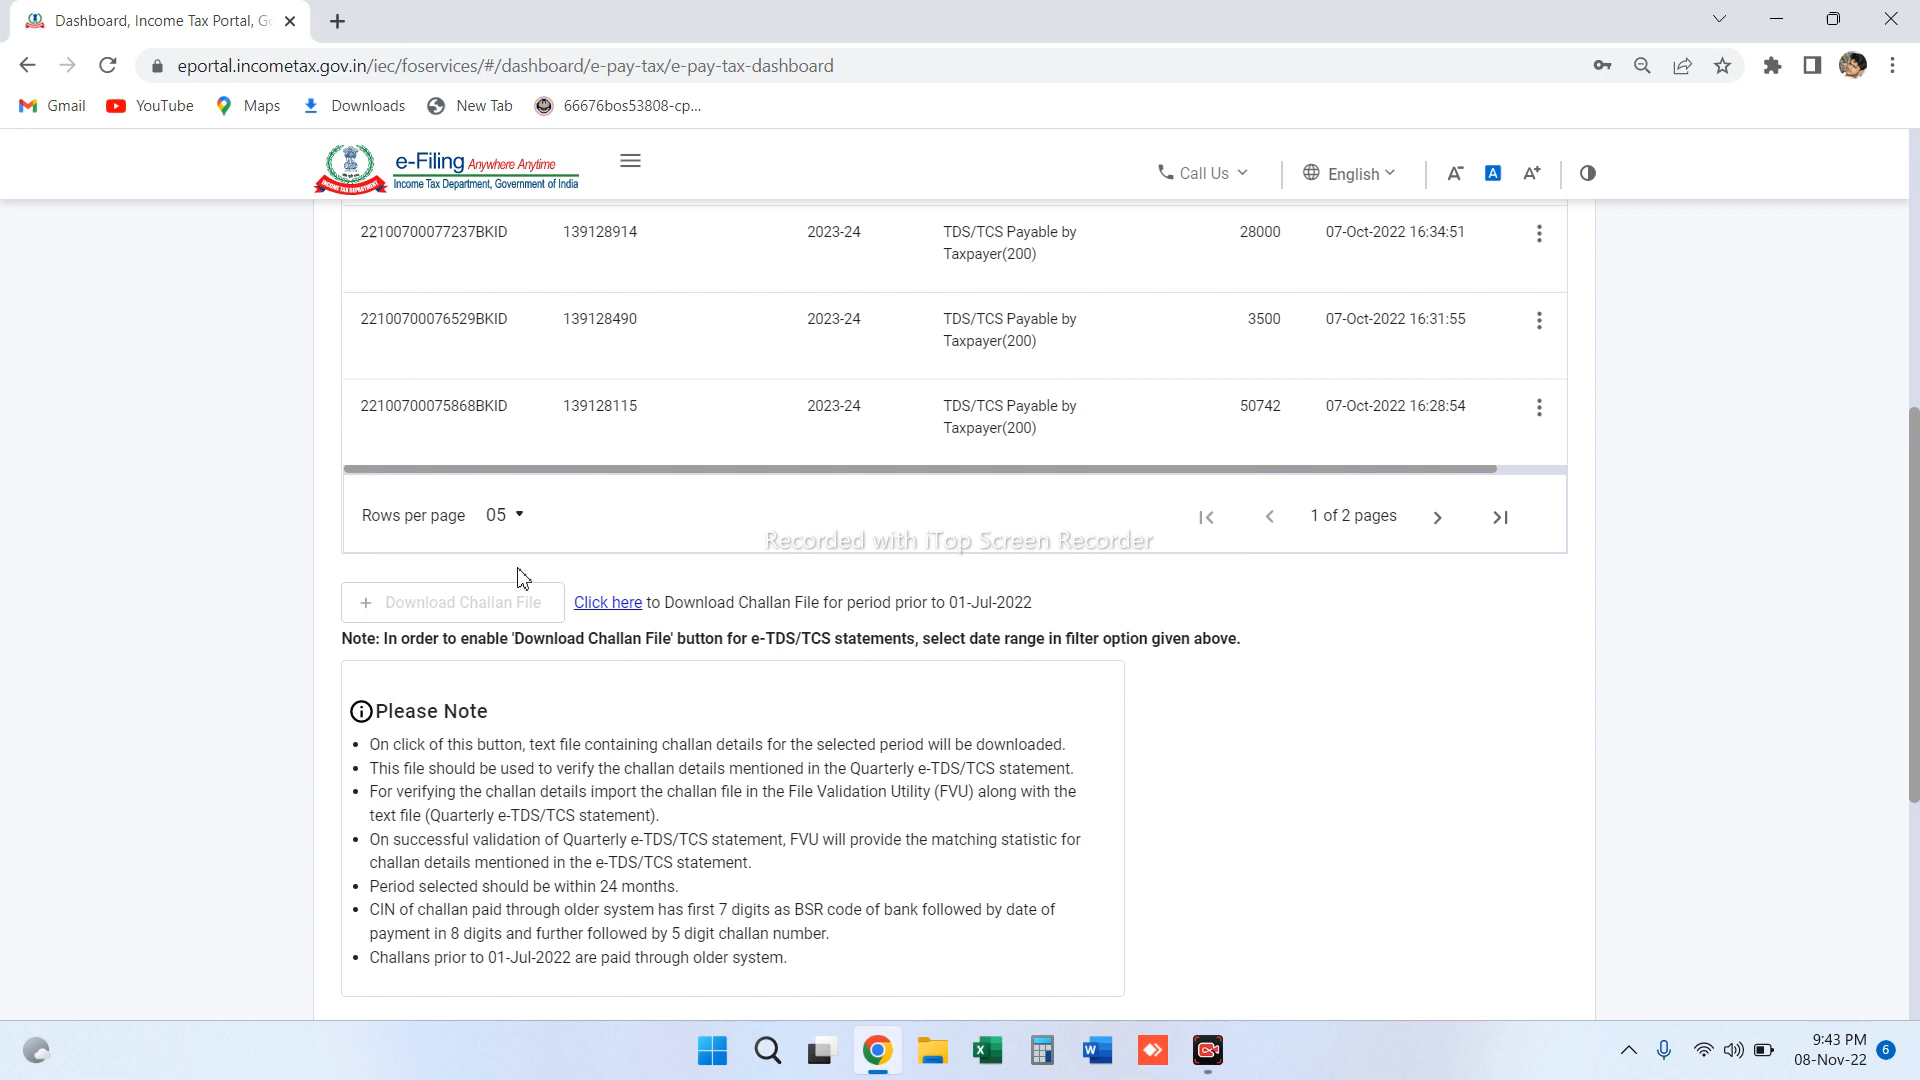 Dashboard, Income Tax Portal, G
eportal.incometax.gov.in/iec/foservices/#/dashboard/e-pay-tax/e-pay-tax-dashboard
Gmail YouTube Maps Downloads New Tab 66676bos53808-cp...
e-Filing Anywhere Anytime
Income Tax Department, Government of India
Call Us English A- A A+
22100700077237BKID 139128914 2023-24 TDS/TCS Payable by 28000 07-Oct-2022 16:34:51
Taxpayer(200)
22100700076529BKID 139128490 2023-24 TDS/TCS Payable by 3500 07-Oct-2022 16:31:55
Taxpayer(200)
22100700075868BKID 139128115 2023-24 TDS/TCS Payable by 50742 07-Oct-2022 16:28:54
Taxpayer(200)
Rows per page 05 1 of 2 pages
Recorded with iTop Screen Recorder
+ Download Challan File Click here to Download Challan File for period prior to 01-Jul-2022
Note: In order to enable 'Download Challan File' button for e-TDS/TCS statements, select date range in filter option given above.
Please Note
• On click of this button, text file containing challan details for the selected period will be downloaded.
• This file should be used to verify the challan details mentioned in the Quarterly e-TDS/TCS statement.
• For verifying the challan details import the challan file in the File Validation Utility (FVU) along with the
text file (Quarterly e-TDS/TCS statement).
• On successful validation of Quarterly e-TDS/TCS statement, FVU will provide the matching statistic for
challan details mentioned in the e-TDS/TCS statement.
• Period selected should be within 24 months.
• CIN of challan paid through older system has first 7 digits as BSR code of bank followed by date of
payment in 8 digits and further followed by 5 digit challan number.
• Challans prior to 01-Jul-2022 are paid through older system.
9:43 PM
08-Nov-22 6